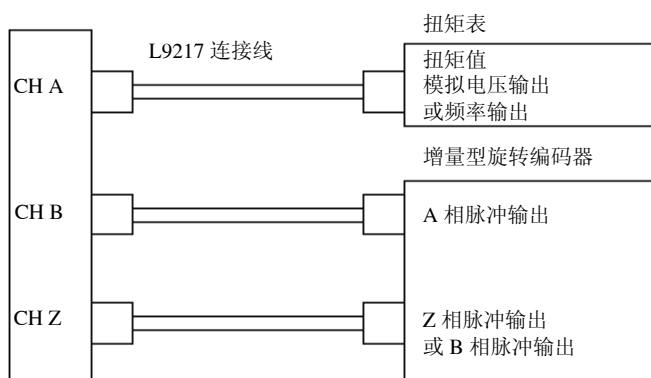 扭矩表
L9217 连接线
扭矩值
CH A
模拟电压输出
或频率输出
增量型旋转编码器
CH B
A 相脉冲输出
CH Z
Z 相脉冲输出
或 B 相脉冲输出